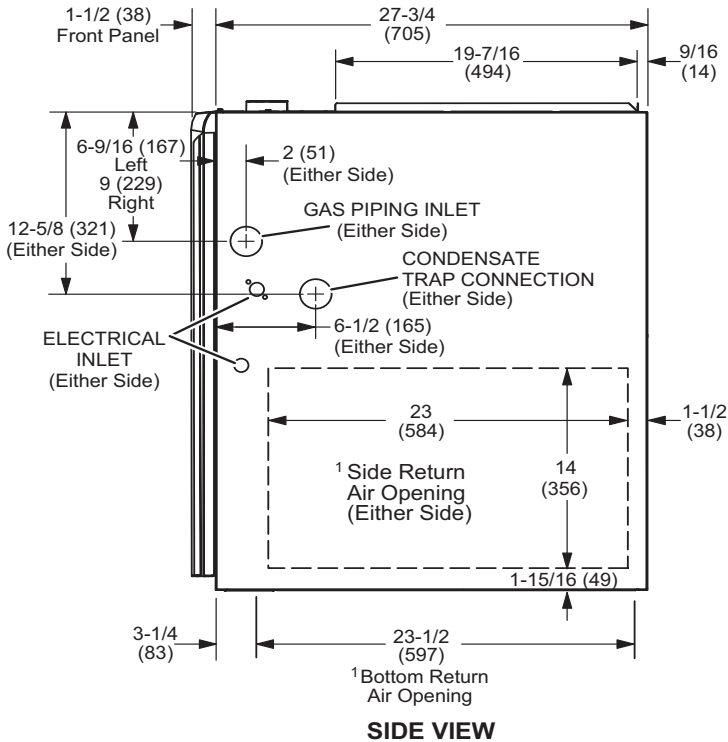 1-1/2 (38)
Front Panel
27-3/4
(705)
19-7/16
(494)
9/16
(14)
6-9/16 (167)
Left
9 (229)
Right
2 (51)
(Either Side)
12-5/8 (321)
(Either Side)
GAS PIPING INLET
(Either Side)
CONDENSATE
TRAP CONNECTION
(Either Side)
ELECTRICAL
INLET
(Either Side)
6-1/2 (165)
(Either Side)
23
(584)
1-1/2
(38)
1 Side Return
Air Opening
(Either Side)
14
(356)
1-15/16 (49)
3-1/4
(83)
23-1/2
(597)
1 Bottom Return
Air Opening
SIDE VIEW